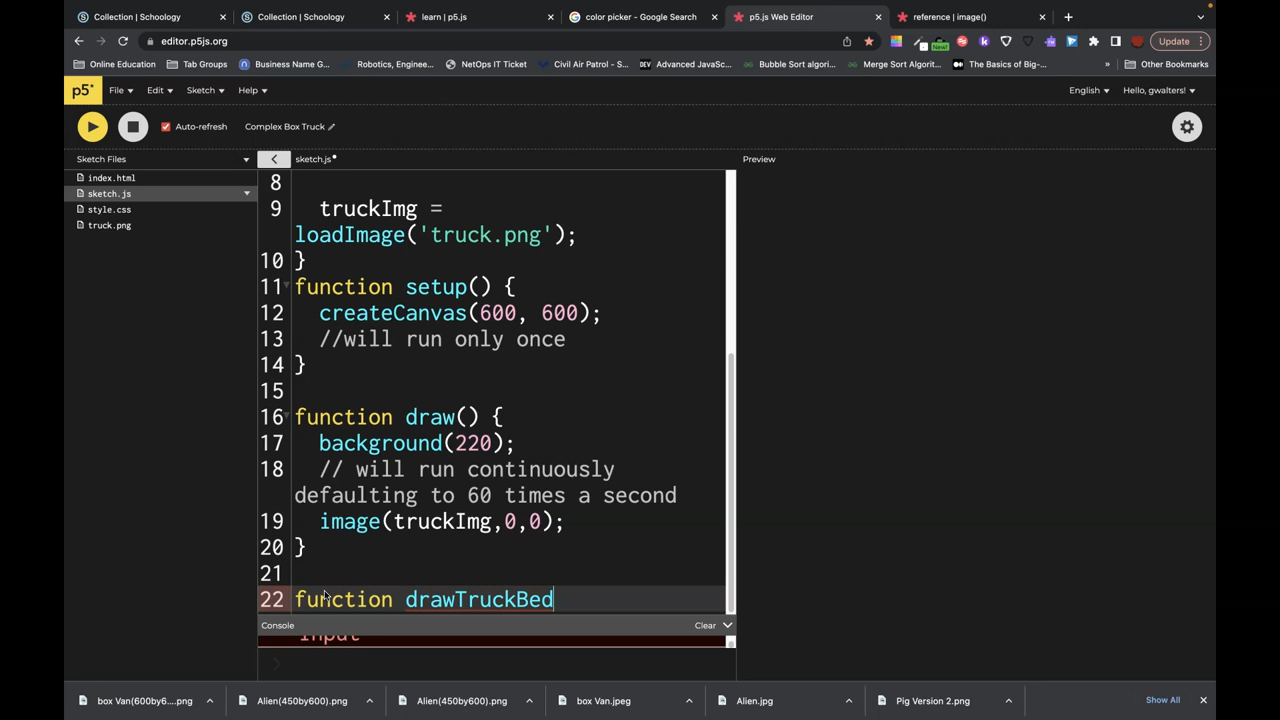 Collection | Schoology
Collection | Schoology
learn | p5.js
color picker - Google Search
p5.js Web Editor
reference | image()
editor.p5js.org
New!
Update
Online Education
Tab Groups
Business Name G...
Robotics, Enginee...
NetOps IT Ticket
Civil Air Patrol - S...
DEV
Advanced JavaSc...
Bubble Sort algori...
Merge Sort Algorit...
The Basics of Big-...
»
Other Bookmarks
p5*
File
Edit
Sketch
Help
English
Hello, gwalters!
Auto-refresh
Complex Box Truck
Sketch Files
sketch.js
Preview
index.html
sketch.js
style.css
truck.png
8
9 truckImg =
loadImage('truck.png');
10 }
11 function setup() {
12 createCanvas(600, 600);
13 //will run only once
14 }
15
16 function draw() {
17 background(220);
18 // will run continuously
defaulting to 60 times a second
19 image(truckImg,0,0);
20 }
21
22 function drawTruckBed
Console
Clear
input
box Van(600by6....png
Alien(450by600).png
Alien(450by600).png
box Van.jpeg
Alien.jpg
Pig Version 2.png
Show All